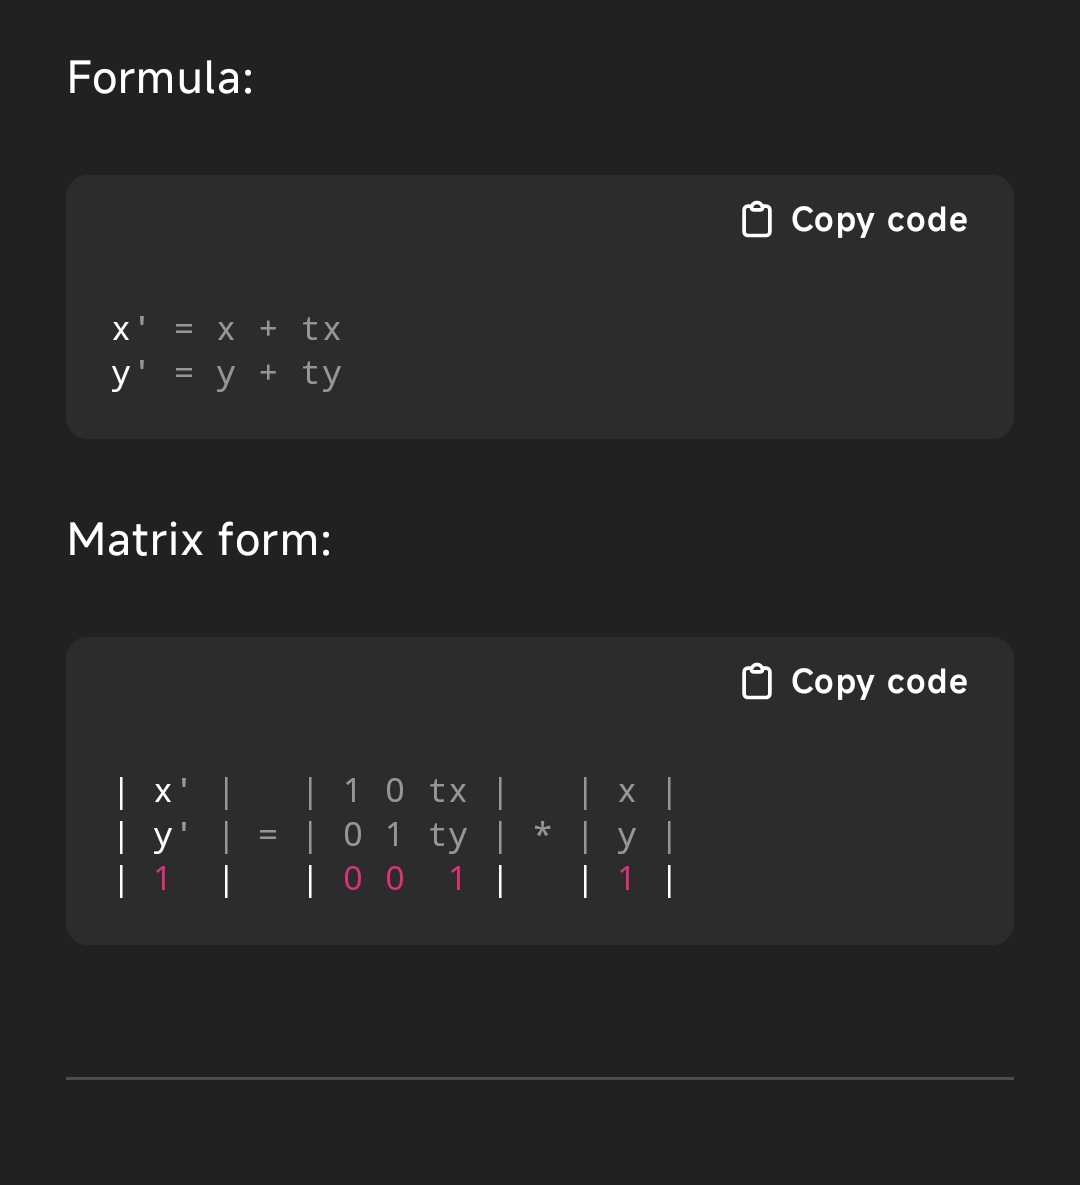 Formula:
Copy code
x' = x + tx
y' = y + ty
Matrix form:
Copy code
| x' |   | 1 0 tx |   | x |
| y' | = | 0 1 ty | * | y |
| 1  |   | 0 0  1 |   | 1 |